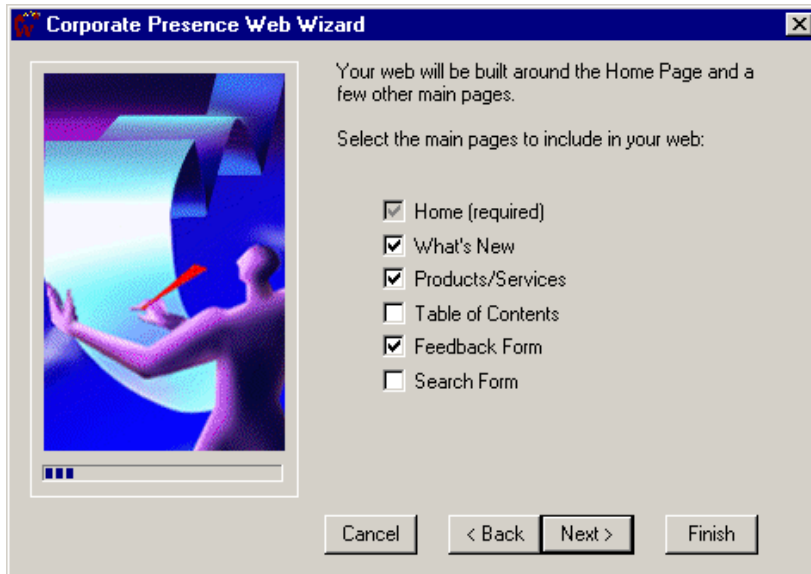 Corporate Presence Web Wizard
Your web will be built around the Home Page and a
few other main pages.
Select the main pages to include in your web:
Home (required)
What's New
Products/Services
Table of Contents
Feedback Form
Search Form
Cancel
< Back
Next >
Finish